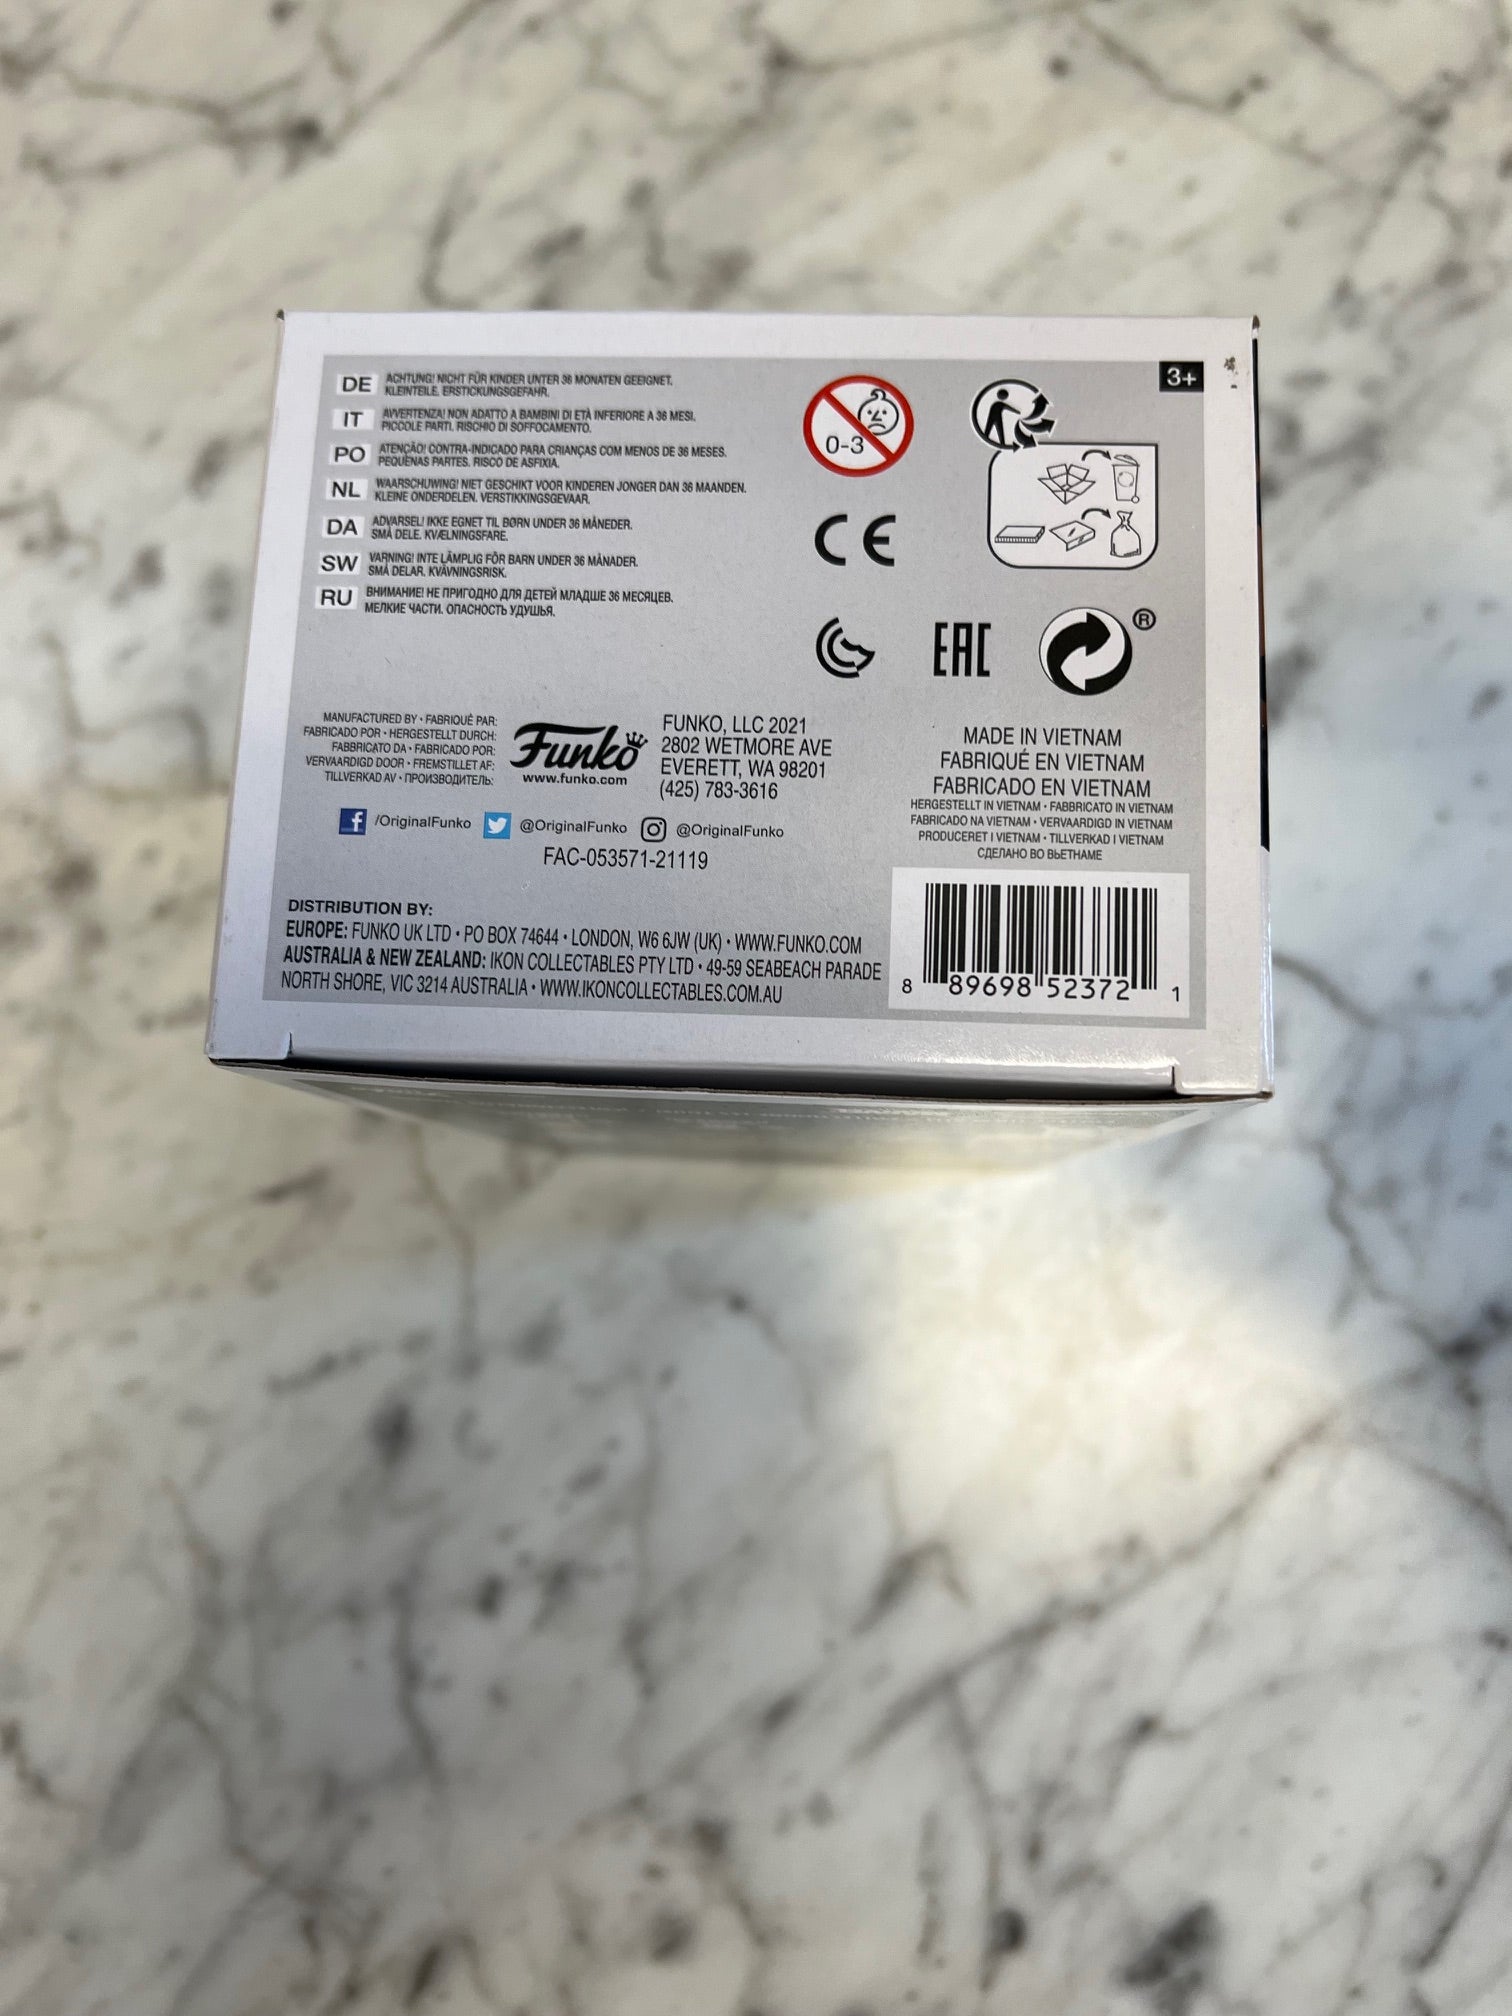 3+
DE ACHTUNG! NICHT FÜR KINDER UNTER 36 MONATEN GEEIGNET.
KLEINTEILE. ERSTICKUNGSGEFAHR.
IT AVVERTENZA! NON ADATTO A BAMBINI DI ETÀ INFERIORE A 36 MESI.
PICCOLE PARTI. RISCHIO DI SOFFOCAMENTO.
PO ATENÇÃO! CONTRA-INDICADO PARA CRIANÇAS COM MENOS DE 36 MESES.
PEQUENAS PARTES. RISCO DE ASFIXIA.
NL WAARSCHUWING! NIET GESCHIKT VOOR KINDEREN JONGER DAN 36 MAANDEN.
KLEINE ONDERDELEN. VERSTIKKINGSGEVAAR.
DA ADVARSEL! IKKE EGNET TIL BØRN UNDER 36 MÅNEDER.
SMÅ DELE. KVÆLNINGSFARE.
SW VARNING! INTE LÄMPLIG FÖR BARN UNDER 36 MÅNADER.
SMÅ DELAR. KVÄVNINGSRISK.
RU ВНИМАНИЕ! НЕ ПРИГОДНО ДЛЯ ДЕТЕЙ МЛАДШЕ 36 МЕСЯЦЕВ.
МЕЛКИЕ ЧАСТИ. ОПАСНОСТЬ УДУШЬЯ.
0-3
CE
EAC
®
MANUFACTURED BY • FABRIQUÉ PAR:
FABRICADO POR • HERGESTELLT DURCH:
FABBRICATO DA • FABRICADO POR:
VERVAARDIGD DOOR • FREMSTILLET AF:
TILLVERKAD AV • ПРОИЗВОДИТЕЛЬ:
Funko
www.funko.com
FUNKO, LLC 2021
2802 WETMORE AVE
EVERETT, WA 98201
(425) 783-3616
/OriginalFunko @OriginalFunko @OriginalFunko
FAC-053571-21119
MADE IN VIETNAM
FABRIQUÉ EN VIETNAM
FABRICADO EN VIETNAM
HERGESTELLT IN VIETNAM • FABBRICATO IN VIETNAM
FABRICADO NA VIETNAM • VERVAARDIGD IN VIETNAM
PRODUCERET I VIETNAM • TILLVERKAD I VIETNAM
СДЕЛАНО ВО ВЬЕТНАМЕ
DISTRIBUTION BY:
EUROPE: FUNKO UK LTD • PO BOX 74644 • LONDON, W6 6JW (UK) • WWW.FUNKO.COM
AUSTRALIA & NEW ZEALAND: IKON COLLECTABLES PTY LTD • 49-59 SEABEACH PARADE
NORTH SHORE, VIC 3214 AUSTRALIA • WWW.IKONCOLLECTABLES.COM.AU
8 89698 52372 1